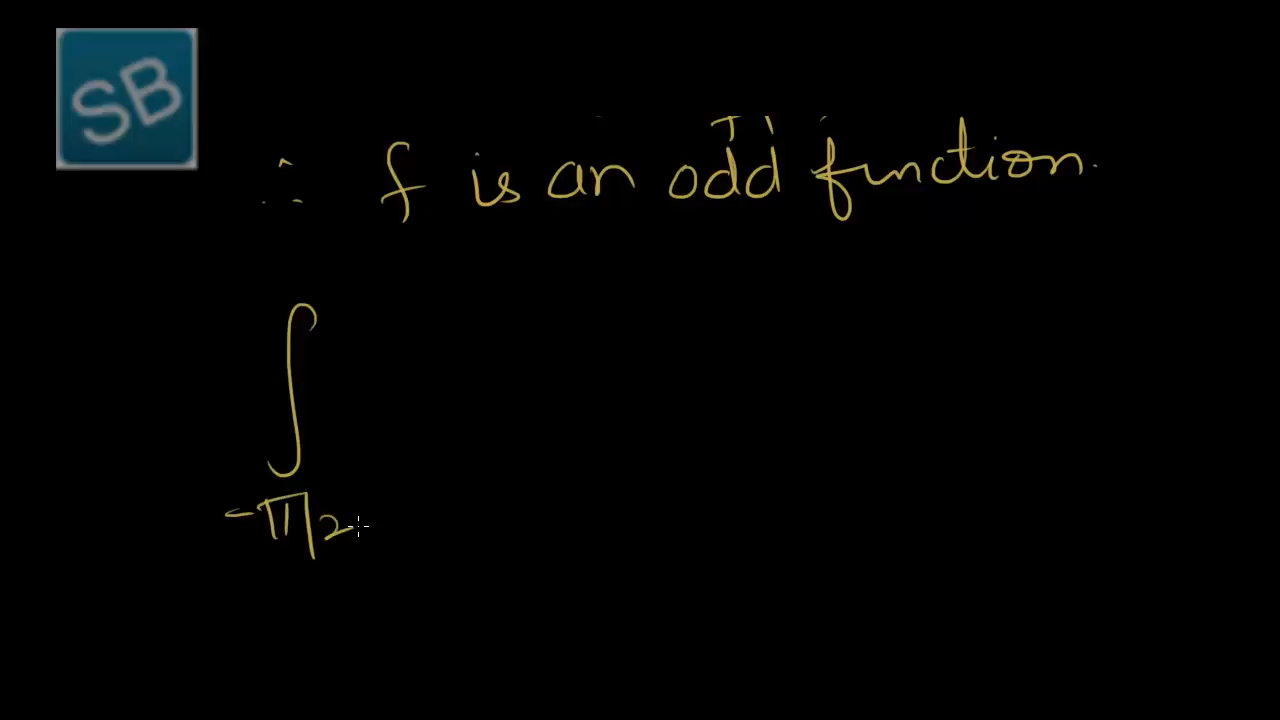 SB
∴ f is an odd function.
∫
-π/2